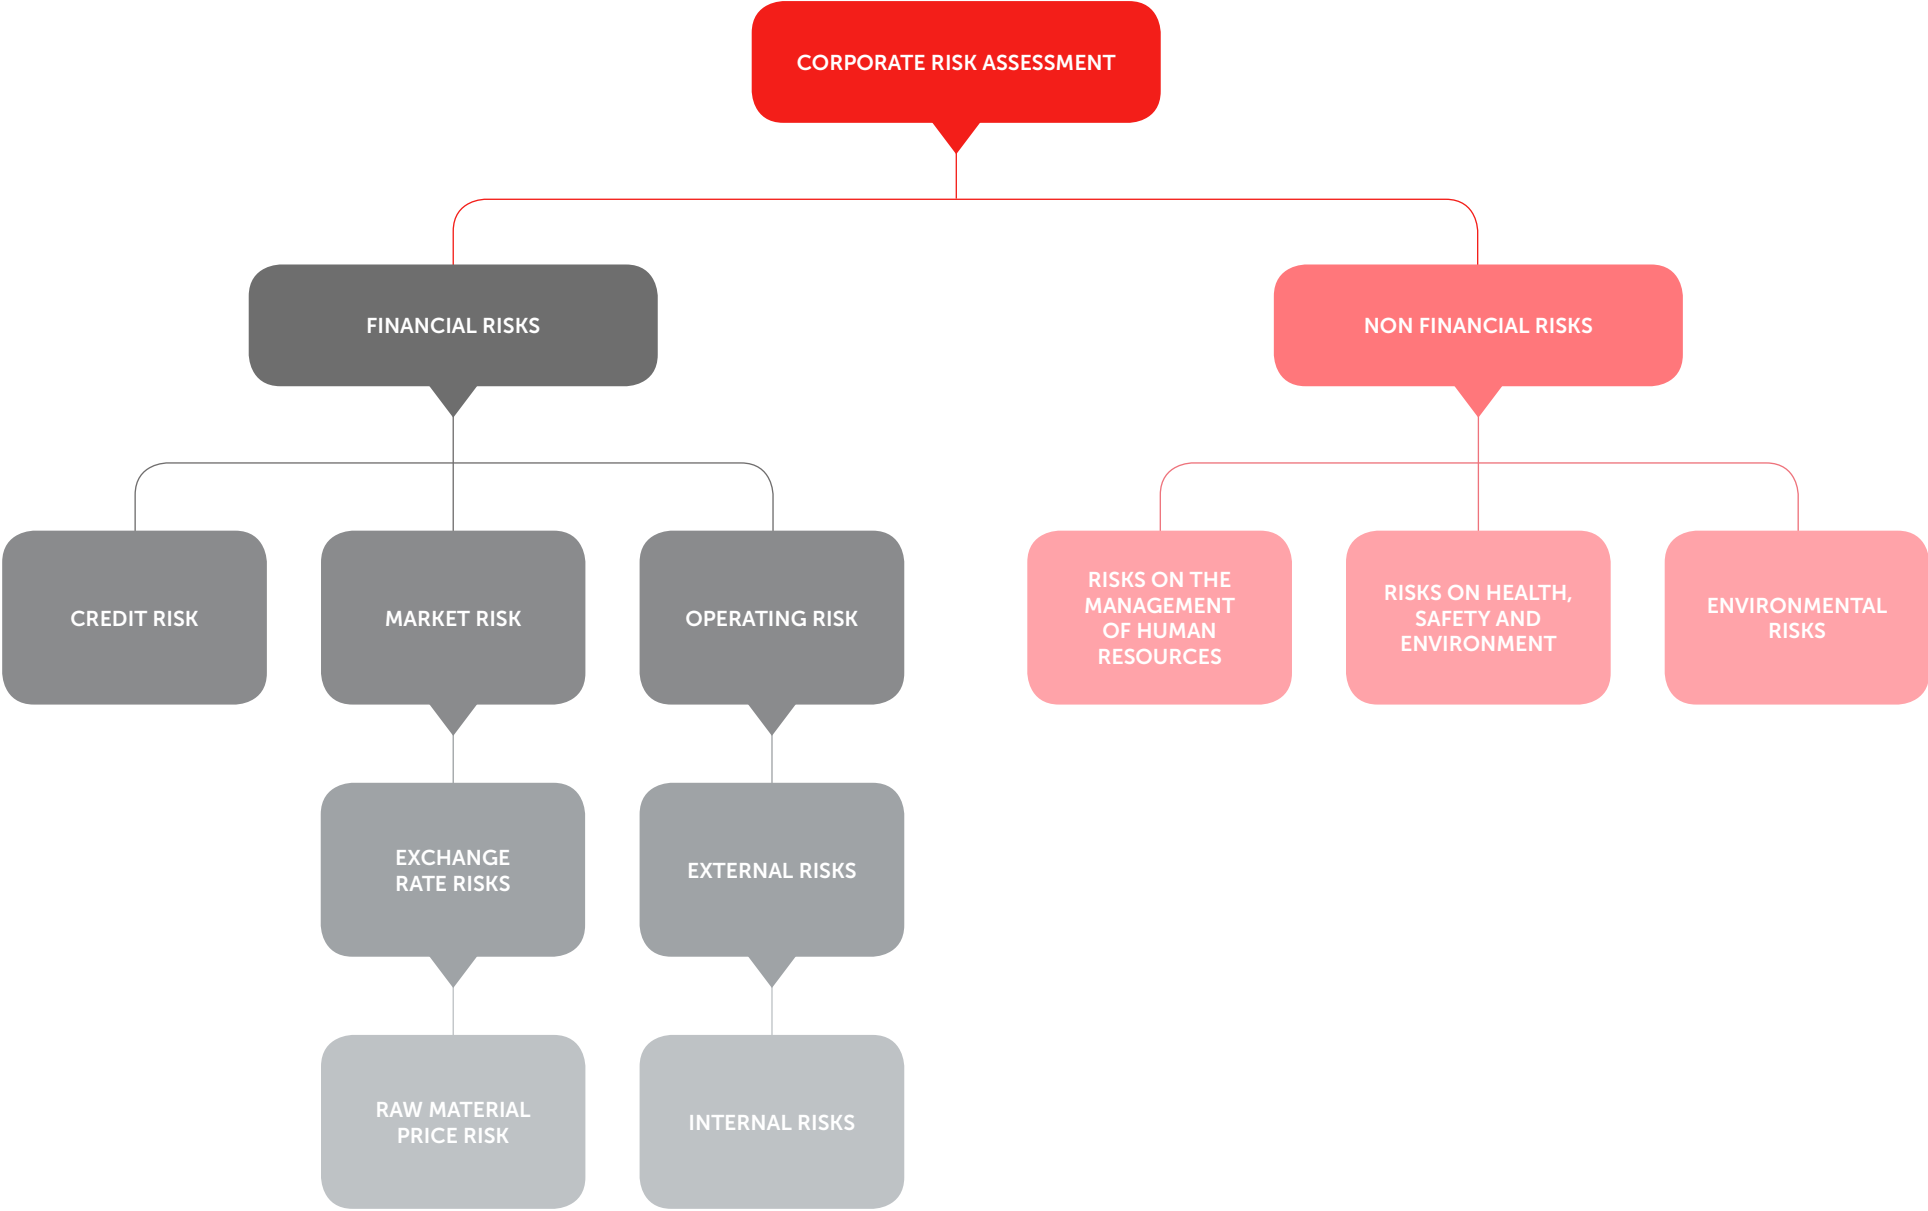 CORPORATE RISK ASSESSMENT
FINANCIAL RISKS
NON FINANCIAL RISKS
CREDIT RISK
MARKET RISK
OPERATING RISK
RISKS ON THE
MANAGEMENT
OF HUMAN
RESOURCES
RISKS ON HEALTH,
SAFETY AND
ENVIRONMENT
ENVIRONMENTAL
RISKS
EXCHANGE
RATE RISKS
EXTERNAL RISKS
RAW MATERIAL
PRICE RISK
INTERNAL RISKS